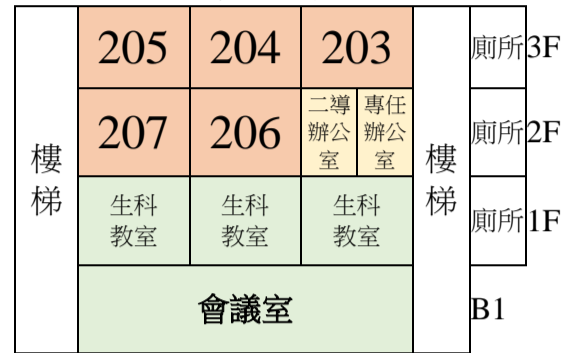 205 204 203 廁所 3F
207 206 二導辦公室 專任辦公室 廁所 2F
樓梯 樓梯
生科教室 生科教室 生科教室 廁所 1F
會議室 B1